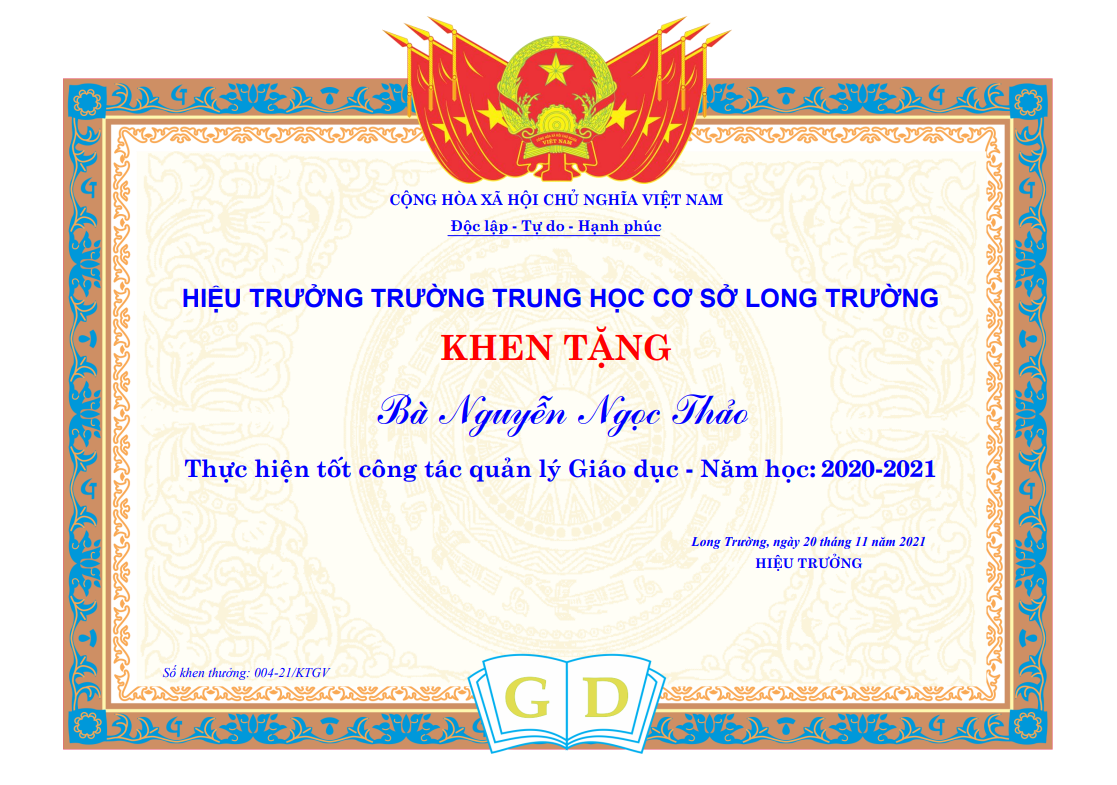 VIỆT NAM
CỘNG HÒA XÃ HỘI CHỦ NGHĨA VIỆT NAM
Độc lập - Tự do - Hạnh phúc
HIỆU TRƯỞNG TRƯỜNG TRUNG HỌC CƠ SỞ LONG TRƯỜNG
KHEN TẶNG
Bà Nguyễn Ngọc Thảo
Thực hiện tốt công tác quản lý Giáo dục - Năm học: 2020-2021
Long Trường, ngày 20 tháng 11 năm 2021
HIỆU TRƯỞNG
Số khen thưởng: 004-21/KTGV
G D